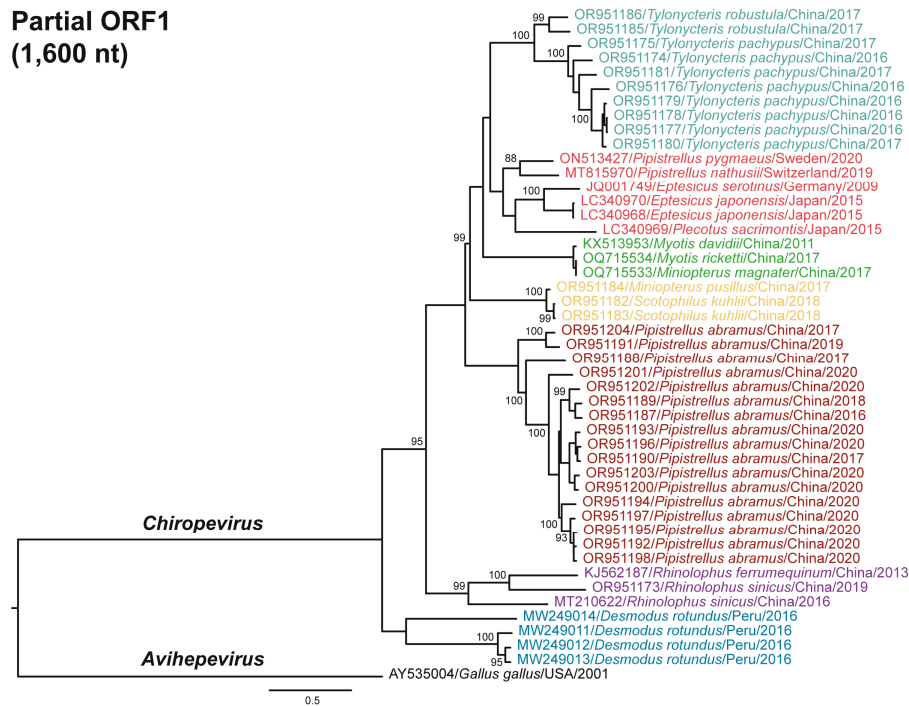 Partial ORF1
(1,600 nt)
99
OR951186/Tylonycteris robustula/China/2017
OR951185/Tylonycteris robustula/China/2017
100
OR951175/Tylonycteris pachypus/China/2017
100
OR951174/Tylonycteris pachypus/China/2016
OR951181/Tylonycteris pachypus/China/2017
OR951176/Tylonycteris pachypus/China/2016
OR951179/Tylonycteris pachypus/China/2016
100
OR951178/Tylonycteris pachypus/China/2016
OR951177/Tylonycteris pachypus/China/2016
OR951180/Tylonycteris pachypus/China/2017
88
ON513427/Pipistrellus pygmaeus/Sweden/2020
MT815970/Pipistrellus nathusii/Switzerland/2019
100
JQ001749/Eptesicus serotinus/Germany/2009
LC340970/Eptesicus japonensis/Japan/2015
LC340968/Eptesicus japonensis/Japan/2015
LC340969/Plecotus sacrimontis/Japan/2015
99
KX513953/Myotis davidii/China/2011
OQ715534/Myotis ricketti/China/2017
OQ715533/Miniopterus magnater/China/2017
100
OR951184/Miniopterus pusillus/China/2017
OR951182/Scotophilus kuhlii/China/2018
99
OR951183/Scotophilus kuhlii/China/2018
100
OR951204/Pipistrellus abramus/China/2017
OR951191/Pipistrellus abramus/China/2019
OR951188/Pipistrellus abramus/China/2017
OR951201/Pipistrellus abramus/China/2020
100
99
OR951202/Pipistrellus abramus/China/2020
OR951189/Pipistrellus abramus/China/2018
OR951187/Pipistrellus abramus/China/2016
100
OR951193/Pipistrellus abramus/China/2020
95
OR951196/Pipistrellus abramus/China/2020
OR951190/Pipistrellus abramus/China/2017
OR951203/Pipistrellus abramus/China/2020
OR951200/Pipistrellus abramus/China/2020
OR951194/Pipistrellus abramus/China/2020
OR951197/Pipistrellus abramus/China/2020
100
Chiropevirus
OR951195/Pipistrellus abramus/China/2020
93
OR951192/Pipistrellus abramus/China/2020
OR951198/Pipistrellus abramus/China/2020
100
KJ562187/Rhinolophus ferrumequinum/China/2013
99
OR951173/Rhinolophus sinicus/China/2019
MT210622/Rhinolophus sinicus/China/2016
MW249014/Desmodus rotundus/Peru/2016
100
MW249011/Desmodus rotundus/Peru/2016
MW249012/Desmodus rotundus/Peru/2016
Avihepevirus
95
MW249013/Desmodus rotundus/Peru/2016
AY535004/Gallus gallus/USA/2001
0.5